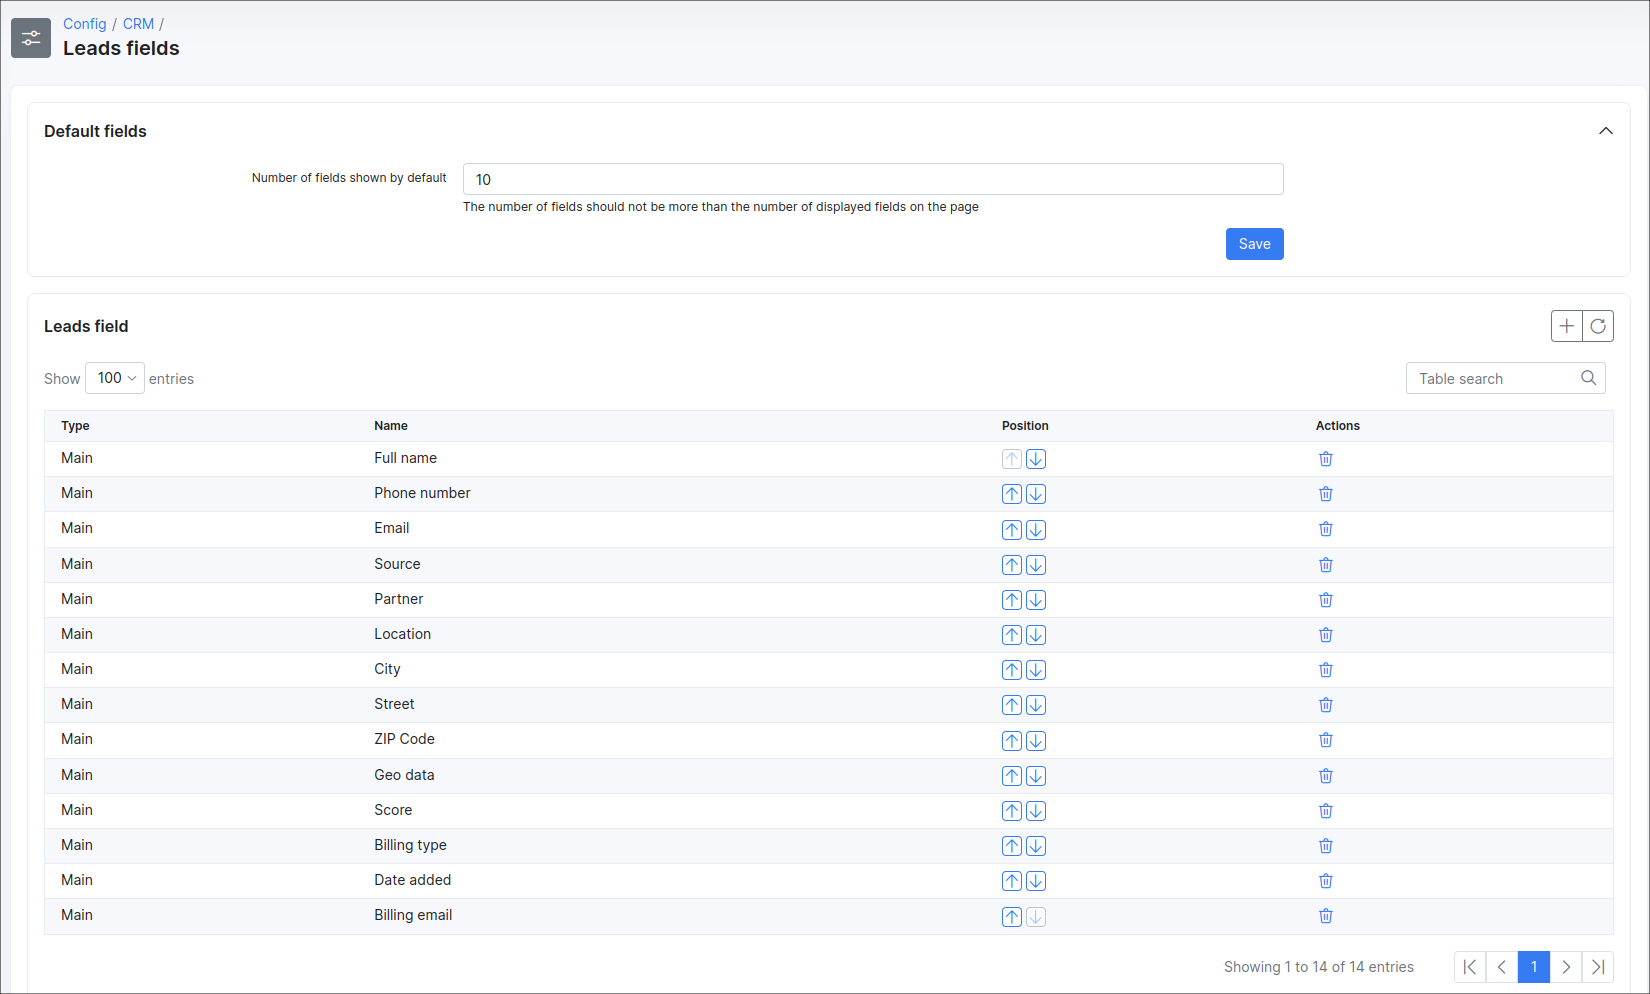 Config / CRM /
Leads fields
Default fields
Number of fields shown by default 10
The number of fields should not be more than the number of displayed fields on the page
Save
Leads field
Show 100 entries Table search
Type Name Position Actions
Main Full name
Main Phone number
Main Email
Main Source
Main Partner
Main Location
Main City
Main Street
Main ZIP Code
Main Geo data
Main Score
Main Billing type
Main Date added
Main Billing email
Showing 1 to 14 of 14 entries 1